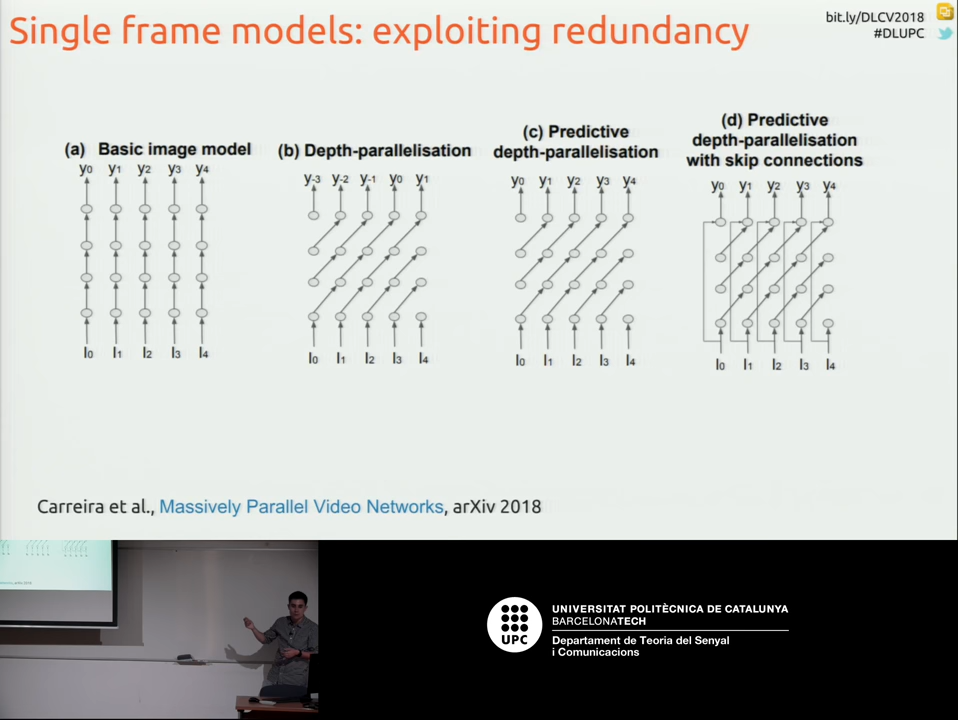 Single frame models: exploiting redundancy
bit.ly/DLCV2018
#DLUPC
(a) Basic image model
y0 y1 y2 y3 y4
I0 I1 I2 I3 I4
(b) Depth-parallelisation
y-3 y-2 y-1 y0 y1
I0 I1 I2 I3 I4
(c) Predictive
depth-parallelisation
y0 y1 y2 y3 y4
I0 I1 I2 I3 I4
(d) Predictive
depth-parallelisation
with skip connections
y0 y1 y2 y3 y4
I0 I1 I2 I3 I4
Carreira et al., Massively Parallel Video Networks, arXiv 2018
UPC
UNIVERSITAT POLITÈCNICA DE CATALUNYA
BARCELONATECH
Departament de Teoria del Senyal
i Comunicacions